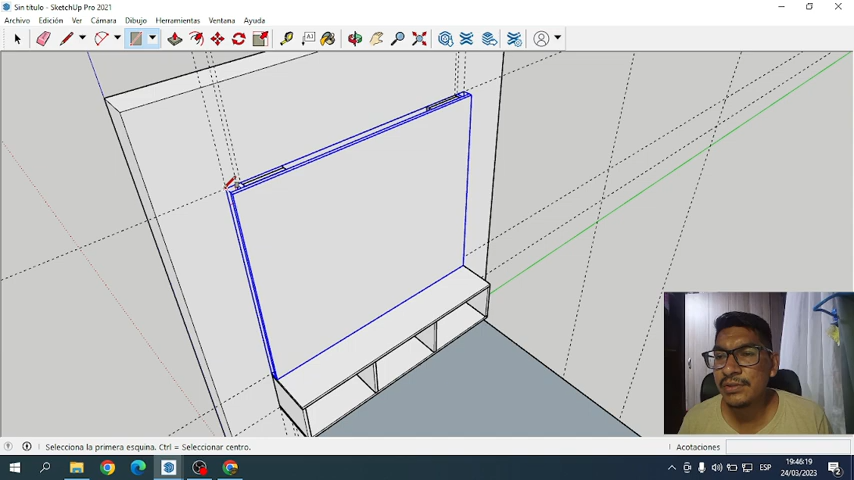 Sin título - SketchUp Pro 2021
Archivo Edición Ver Cámara Dibujo Herramientas Ventana Ayuda
Selecciona la primera esquina. Ctrl = Seleccionar centro.
Acotaciones
ESP
19:46:19
24/03/2023
2